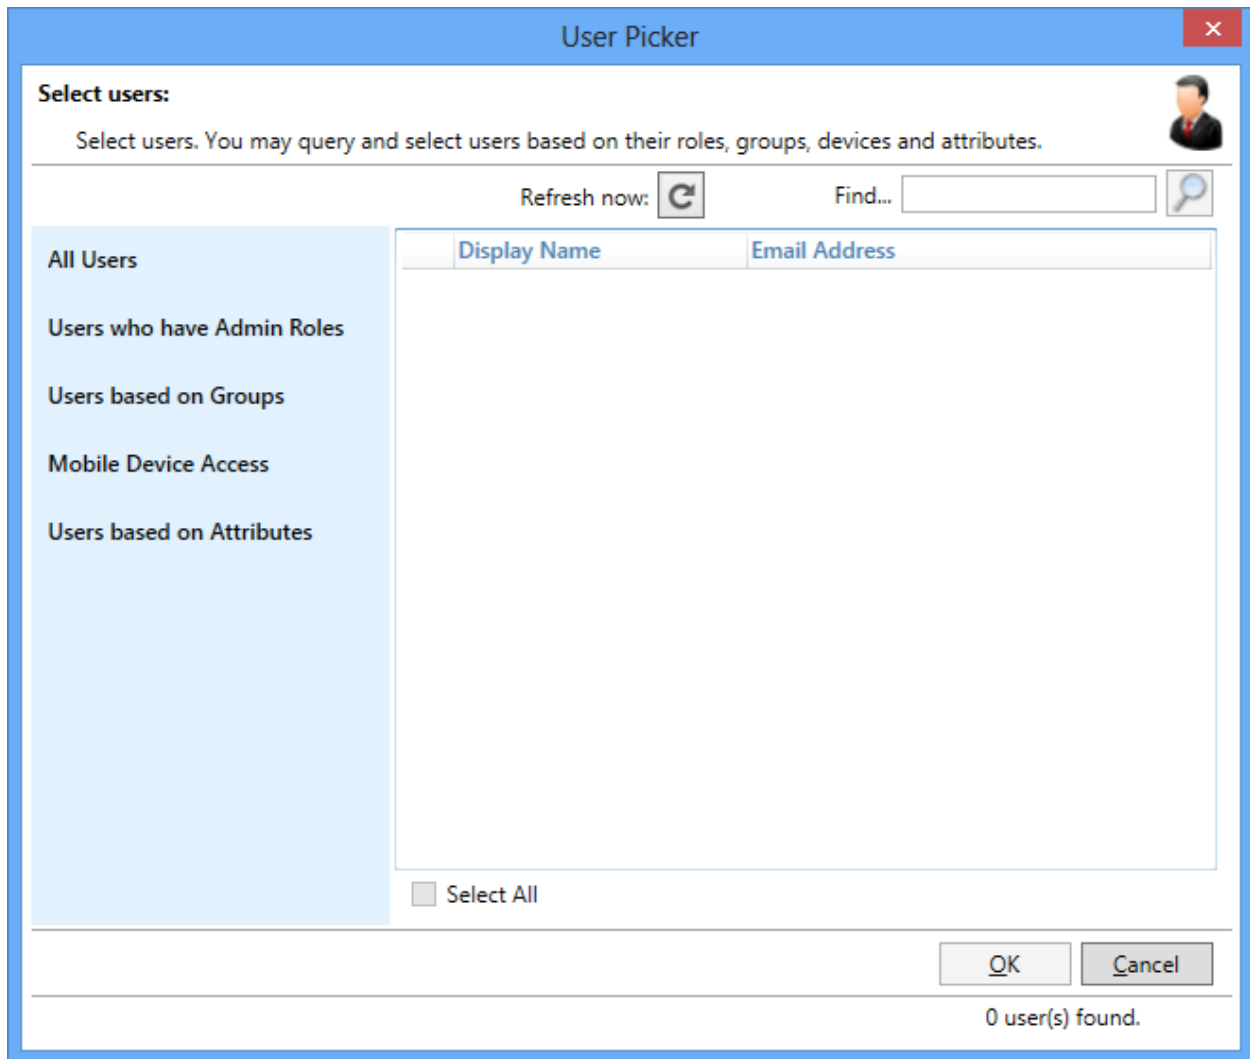 User Picker
Select users:
Select users. You may query and select users based on their roles, groups, devices and attributes.
Refresh now:
Find...
All Users
Users who have Admin Roles
Users based on Groups
Mobile Device Access
Users based on Attributes
Display Name
Email Address
Select All
OK
Cancel
0 user(s) found.